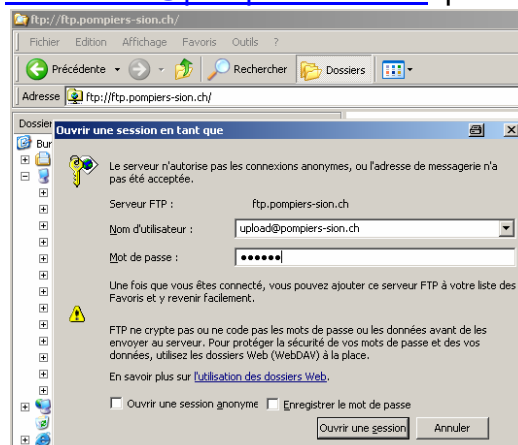 ftp://ftp.pompiers-sion.ch/
Fichier Edition Affichage Favoris Outils ?
Précédente Rechercher Dossiers
Adresse ftp://ftp.pompiers-sion.ch/
Dossier
Bur
Ouvrir une session en tant que
Le serveur n'autorise pas les connexions anonymes, ou l'adresse de messagerie n'a
pas été acceptée.
Serveur FTP : ftp.pompiers-sion.ch
Nom d'utilisateur : upload@pompiers-sion.ch
Mot de passe : ●●●●●●
Une fois que vous êtes connecté, vous pouvez ajouter ce serveur FTP à votre liste des
Favoris et y revenir facilement.
FTP ne crypte pas ou ne code pas les mots de passe ou les données avant de les
envoyer au serveur. Pour protéger la sécurité de vos mots de passe et des vos
données, utilisez les dossiers Web (WebDAV) à la place.
En savoir plus sur l'utilisation des dossiers Web.
Ouvrir une session anonyme Enregistrer le mot de passe
Ouvrir une session Annuler